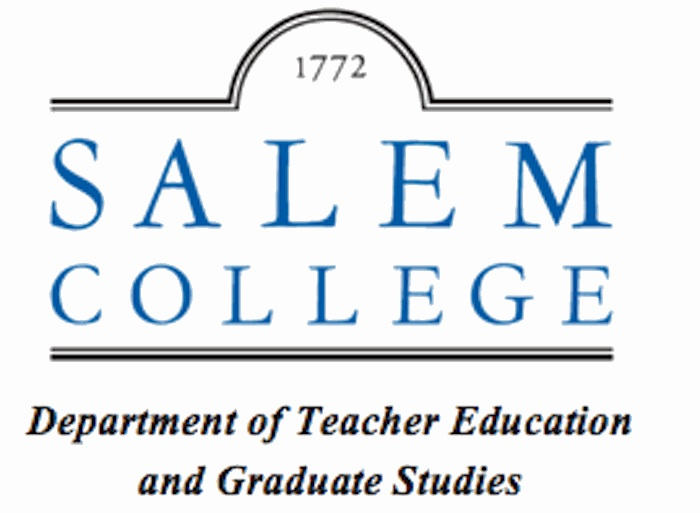 1772
SALEM
COLLEGE
Department of Teacher Education
and Graduate Studies